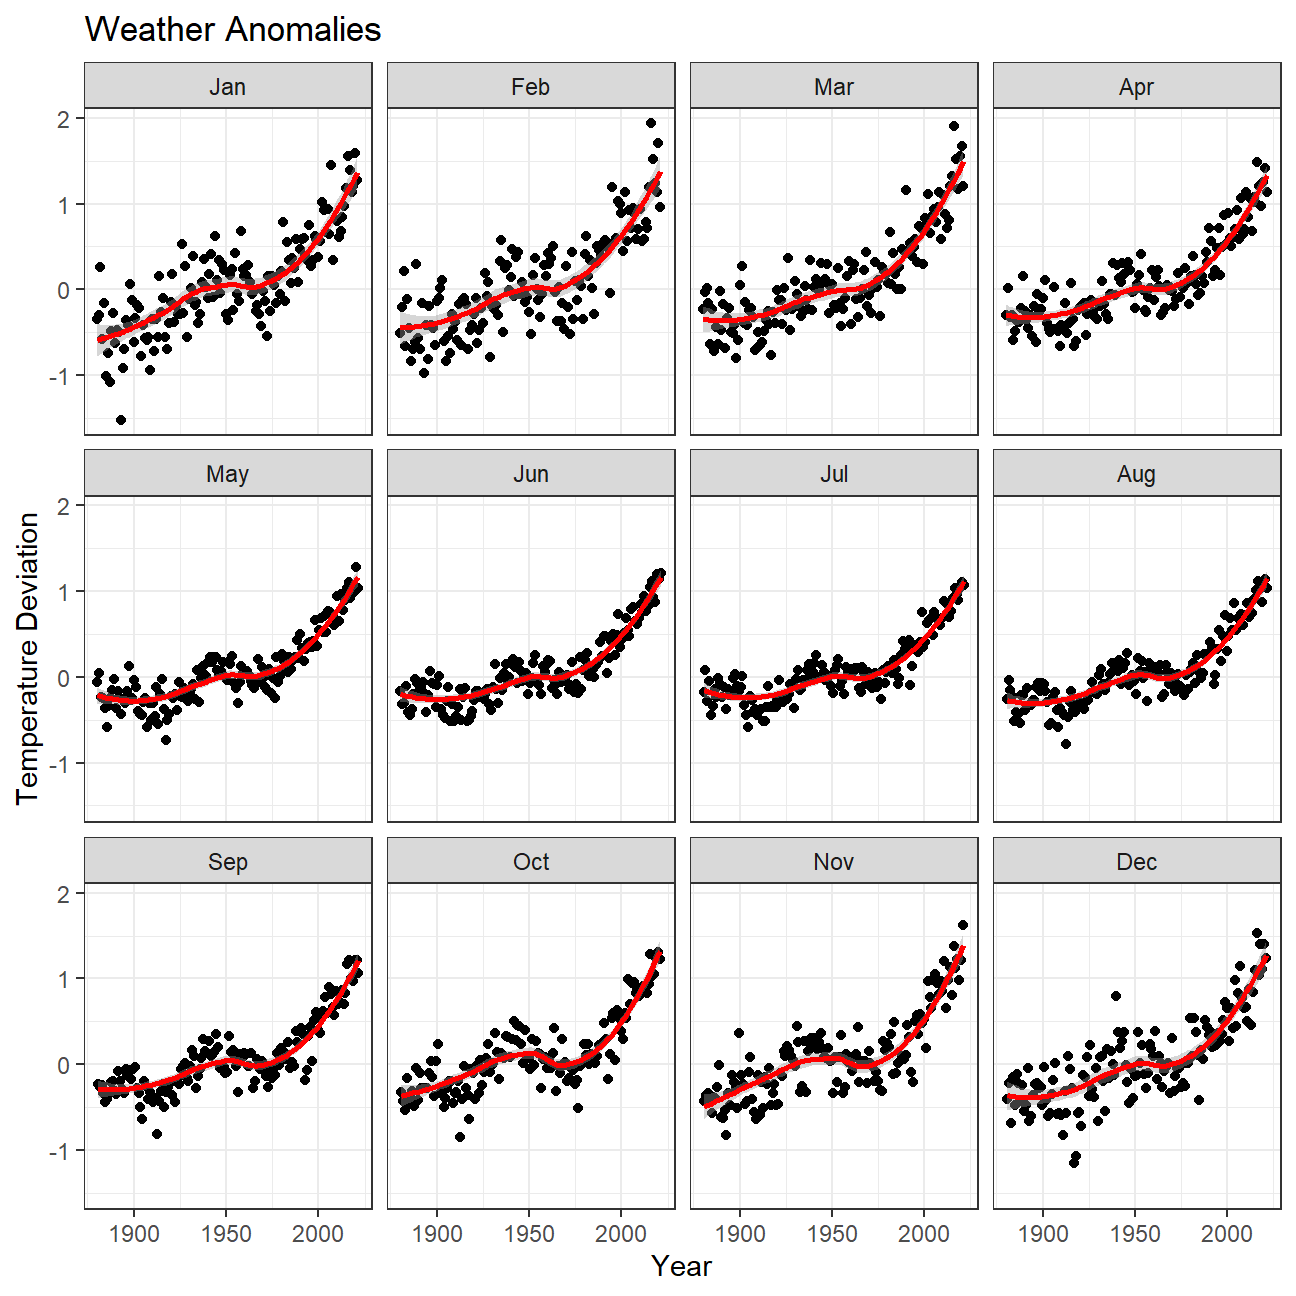 Weather Anomalies
Jan Feb Mar Apr
2
1
0
-1
May Jun Jul Aug
2
1
0
-1
Sep Oct Nov Dec
2
1
0
-1
1900 1950 2000 1900 1950 2000 1900 1950 2000 1900 1950 2000
Year
Temperature Deviation